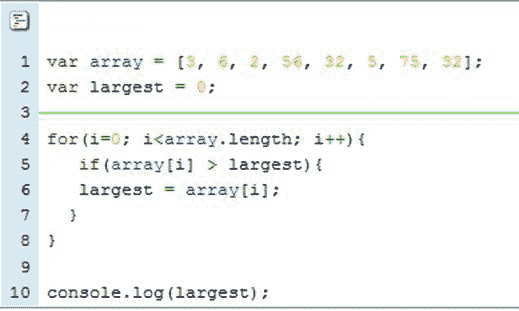 1 var array = [3, 6, 2, 56, 32, 5, 75, 32];
2 var largest = 0;
3
4 for(i=0; i<array.length; i++){
5    if(array[i] > largest){
6    largest = array[i];
7   }
8 }
9
10 console.log(largest);